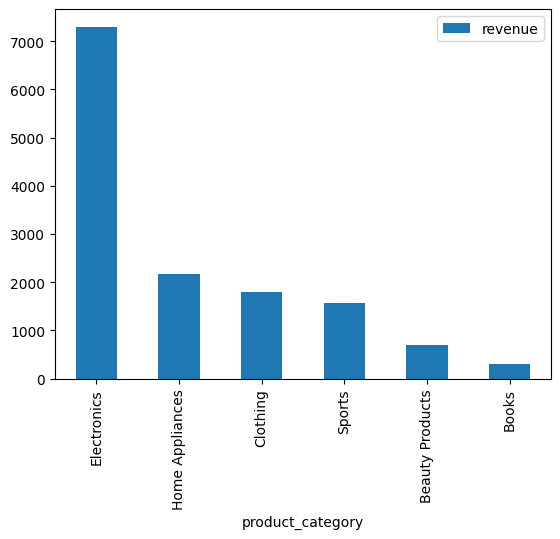 revenue
7000
6000
5000
4000
3000
2000
1000
0
Electronics
Home Appliances
Clothing
Sports
Beauty Products
Books
product_category